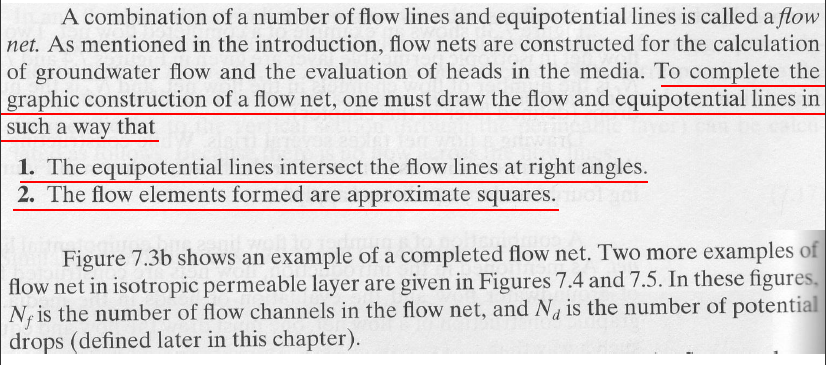 A combination of a number of flow lines and equipotential lines is called a flow
net. As mentioned in the introduction, flow nets are constructed for the calculation
of groundwater flow and the evaluation of heads in the media. To complete the
graphic construction of a flow net, one must draw the flow and equipotential lines in
such a way that
1. The equipotential lines intersect the flow lines at right angles.
2. The flow elements formed are approximate squares.
Figure 7.3b shows an example of a completed flow net. Two more examples of
flow net in isotropic permeable layer are given in Figures 7.4 and 7.5. In these figures,
Nf is the number of flow channels in the flow net, and Nd is the number of potential
drops (defined later in this chapter).